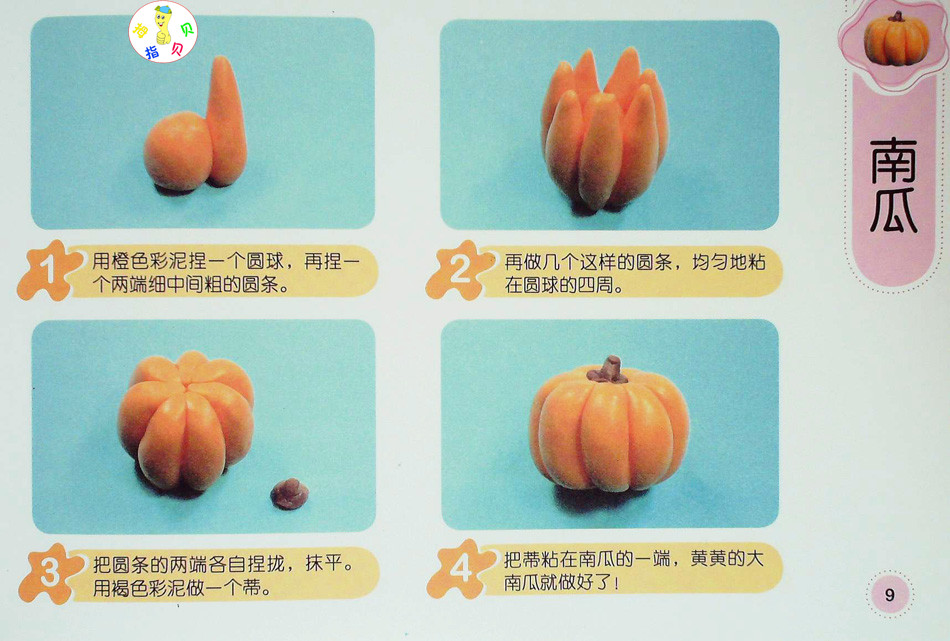 拾指贝贝
南瓜
1 用橙色彩泥捏一个圆球，再捏一
个两端细中间粗的圆条。
2 再做几个这样的圆条，均匀地粘
在圆球的四周。
3 把圆条的两端各自捏拢，抹平。
用褐色彩泥做一个蒂。
4 把蒂粘在南瓜的一端，黄黄的大
南瓜就做好了！
9